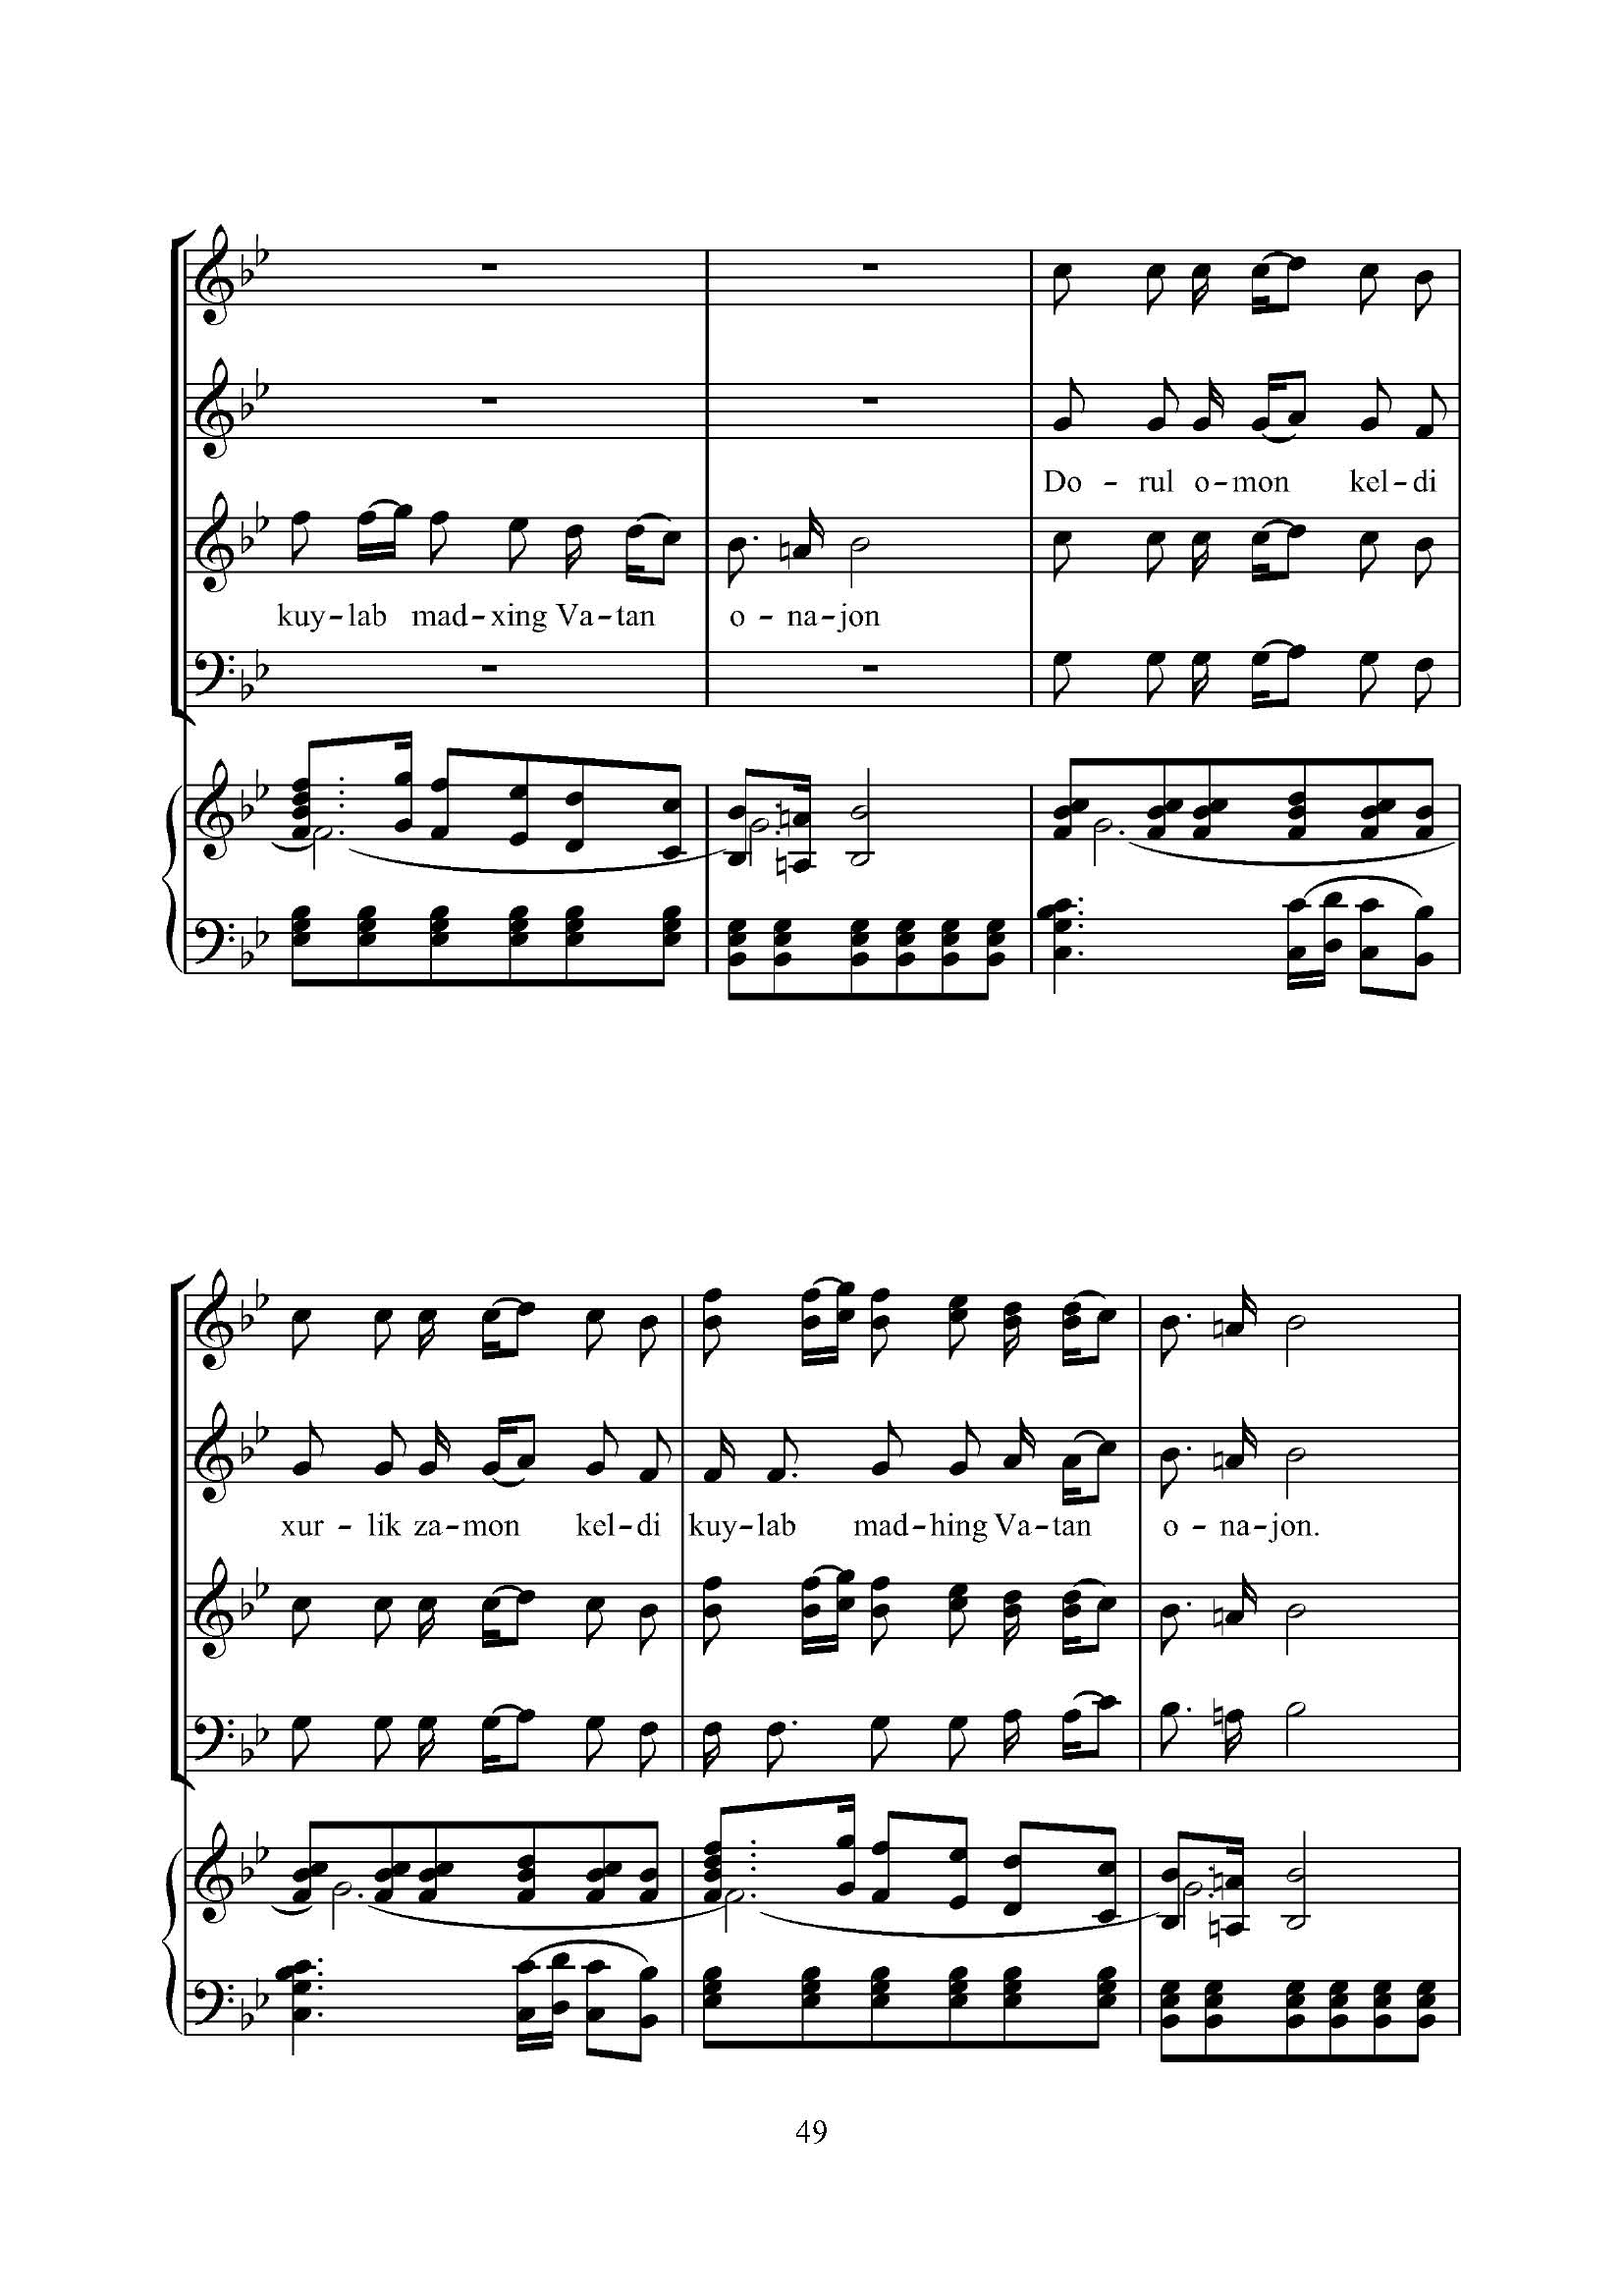 Do - rul o-mon kel-di
kuy-lab mad-xing Va-tan o - na-jon
xur - lik za-mon kel-di kuy-lab mad-hing Va-tan o - na-jon.
49